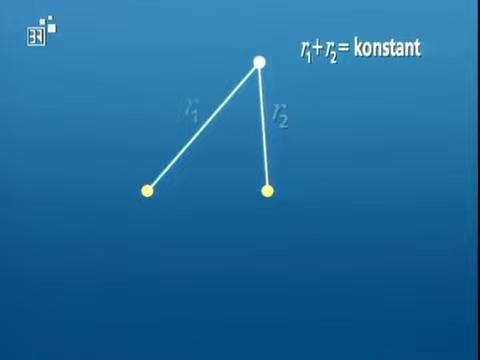 r₁+r₂= konstant
r₁
r₂